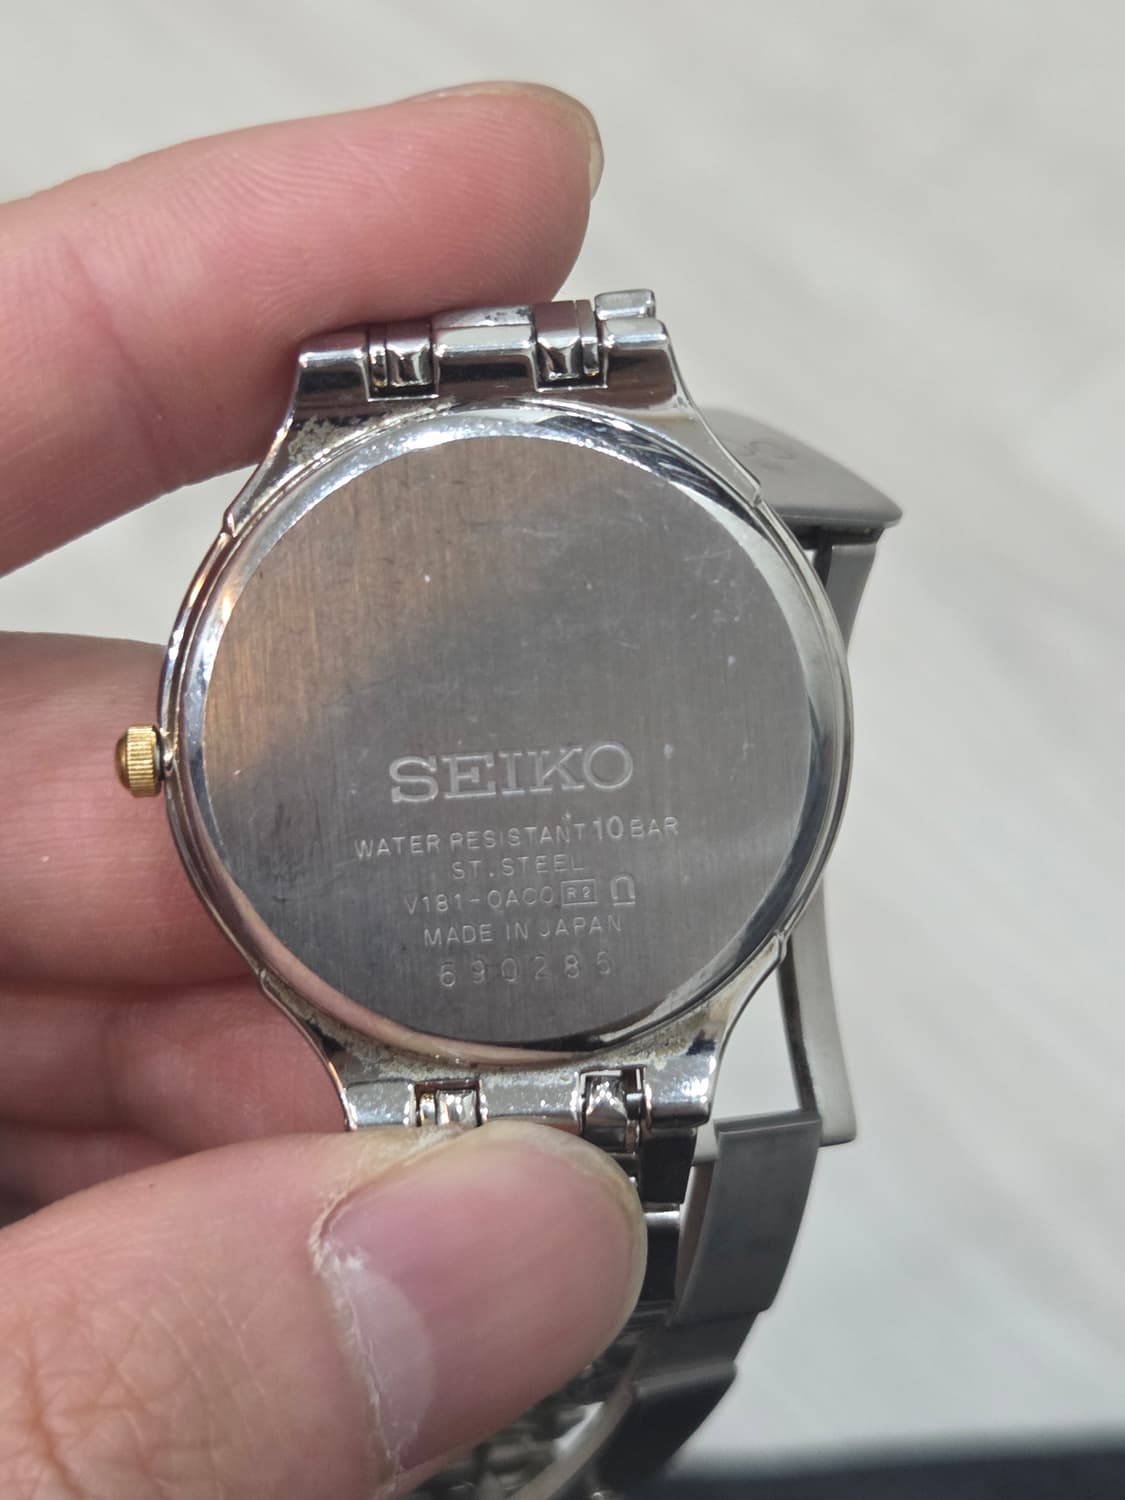 SEIKO
WATER RESISTANT 10 BAR
ST.STEEL
V181-0AC0 R2
MADE IN JAPAN
690285